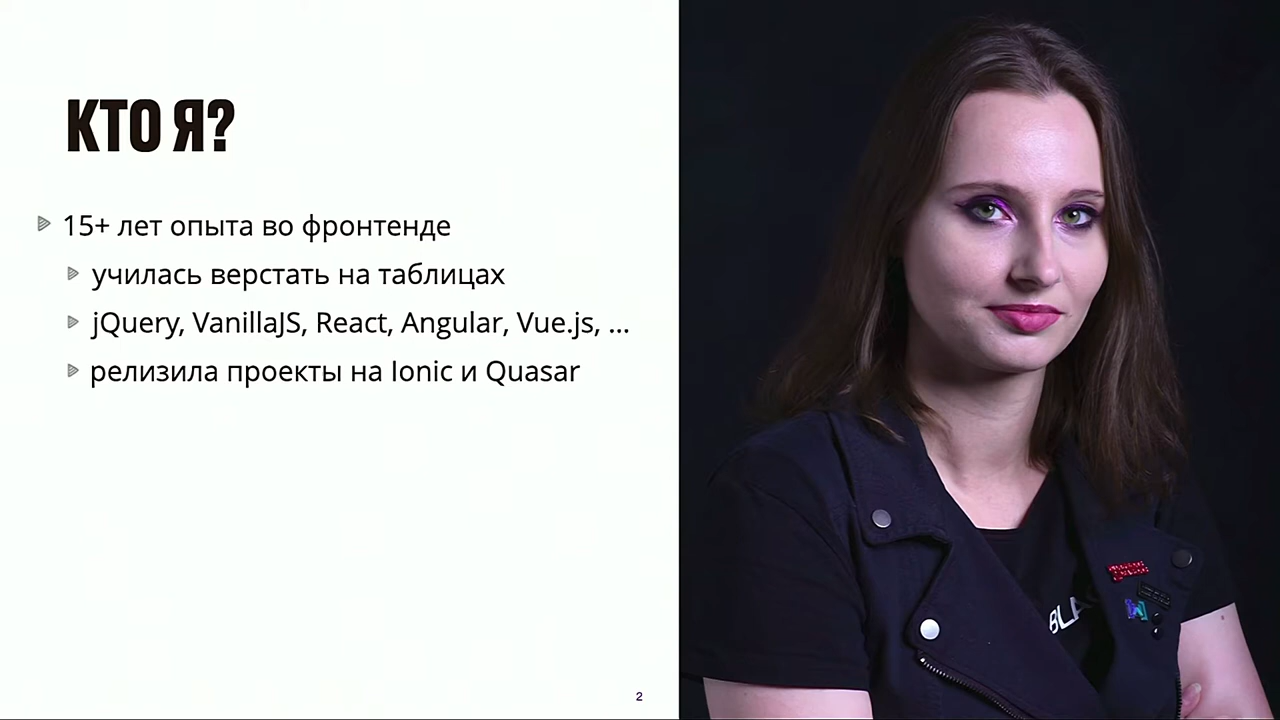 КТО Я?
15+ лет опыта во фронтенде
училась верстать на таблицах
jQuery, VanillaJS, React, Angular, Vue.js, ...
релизила проекты на Ionic и Quasar
2